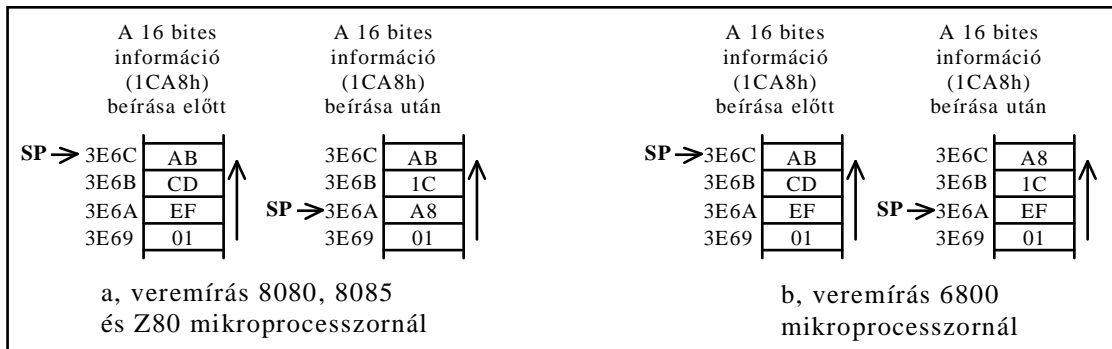 A 16 bites
információ
(1CA8h)
beírása előtt
SP 3E6C AB
3E6B CD
3E6A EF
3E69 01
A 16 bites
információ
(1CA8h)
beírása után
3E6C AB
3E6B 1C
SP 3E6A A8
3E69 01
a, veremírás 8080, 8085
és Z80 mikroprocesszornál
A 16 bites
információ
(1CA8h)
beírása előtt
SP 3E6C AB
3E6B CD
3E6A EF
3E69 01
A 16 bites
információ
(1CA8h)
beírása után
3E6C A8
3E6B 1C
SP 3E6A EF
3E69 01
b, veremírás 6800
mikroprocesszornál